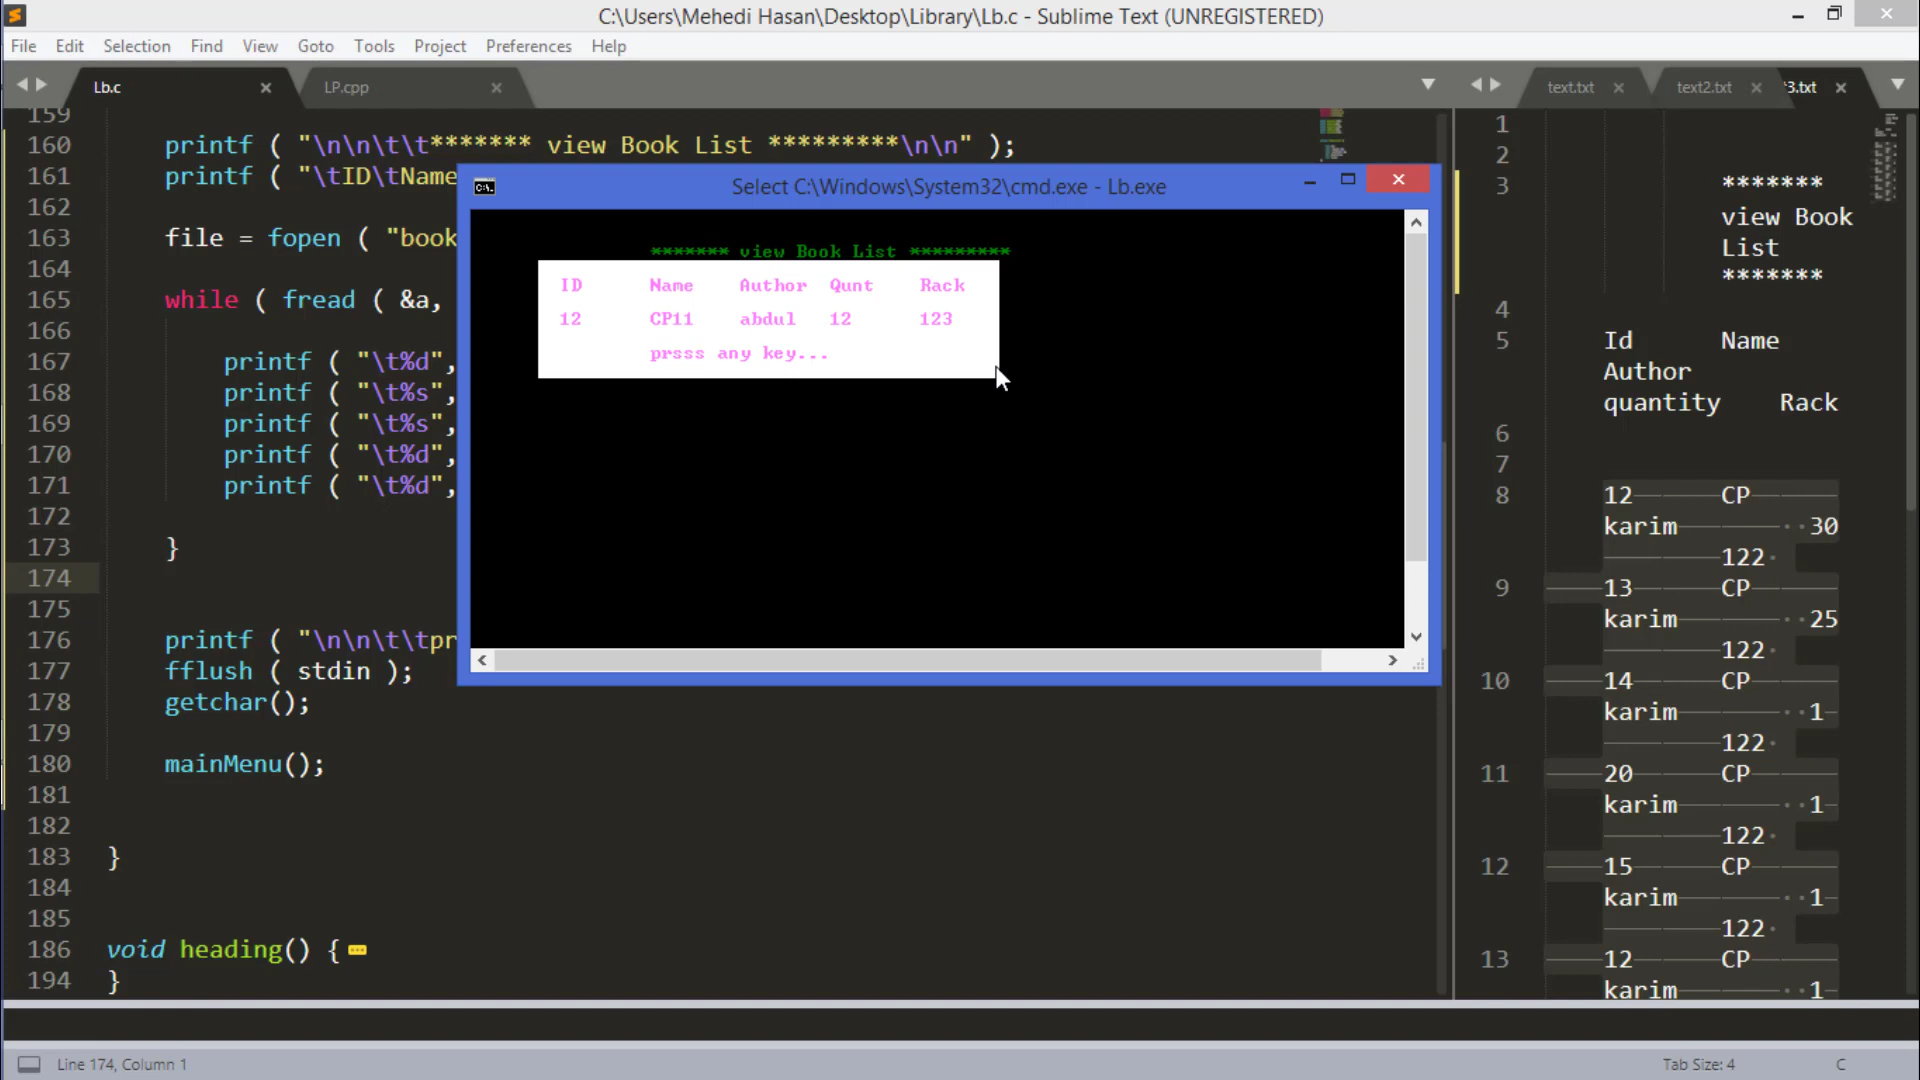 C:\Users\Mehedi Hasan\Desktop\Library\Lb.c - Sublime Text (UNREGISTERED)
File Edit Selection Find View Goto Tools Project Preferences Help
Lb.c LP.cpp
text.txt text2.txt 3.txt
159
160 printf ( "\n\n\t\t******* view Book List *********\n\n" );
161 printf ( "\tID\tName
162
163 file = fopen ( "book
164
165 while ( fread ( &a,
166
167 printf ( "\t%d",
168 printf ( "\t%s",
169 printf ( "\t%s",
170 printf ( "\t%d",
171 printf ( "\t%d",
172
173 }
174
175
176 printf ( "\n\n\t\tpr
177 fflush ( stdin );
178 getchar();
179
180 mainMenu();
181
182
183 }
184
185
186 void heading() {
194 }
Select C:\Windows\System32\cmd.exe - Lb.exe
******* view Book List *********
ID Name Author Qunt Rack
12 CP11 abdul 12 123
prsss any key...
1
2
3 *******
view Book
List
*******
4
5 Id Name
Author
quantity Rack
6
7
8 12 CP
karim 30
122
9 13 CP
karim 25
122
10 14 CP
karim 1
122
11 20 CP
karim 1
122
12 15 CP
karim 1
122
13 12 CP
karim 1
Line 174, Column 1
Tab Size: 4 C